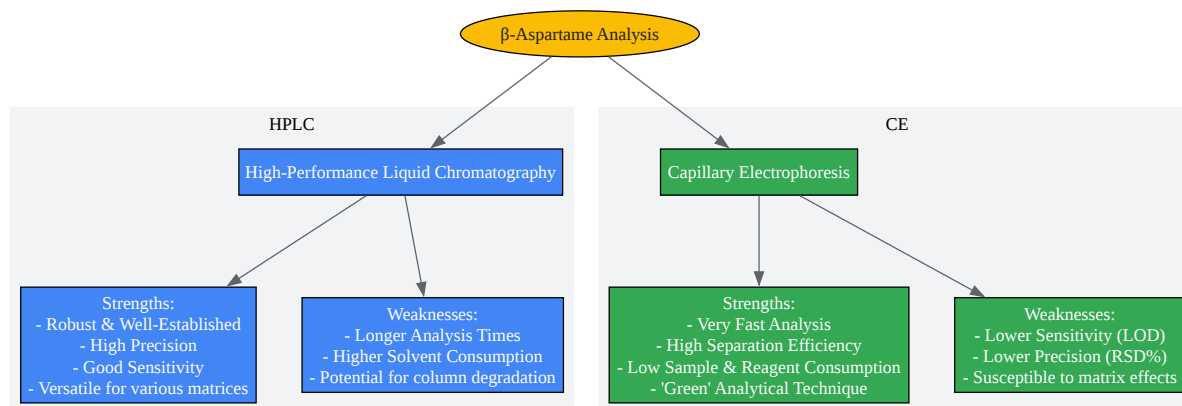 β-Aspartame Analysis
HPLC
CE
High-Performance Liquid Chromatography
Capillary Electrophoresis
Strengths:
- Robust & Well-Established
- High Precision
- Good Sensitivity
- Versatile for various matrices
Weaknesses:
- Longer Analysis Times
- Higher Solvent Consumption
- Potential for column degradation
Strengths:
- Very Fast Analysis
- High Separation Efficiency
- Low Sample & Reagent Consumption
- 'Green' Analytical Technique
Weaknesses:
- Lower Sensitivity (LOD)
- Lower Precision (RSD%)
- Susceptible to matrix effects